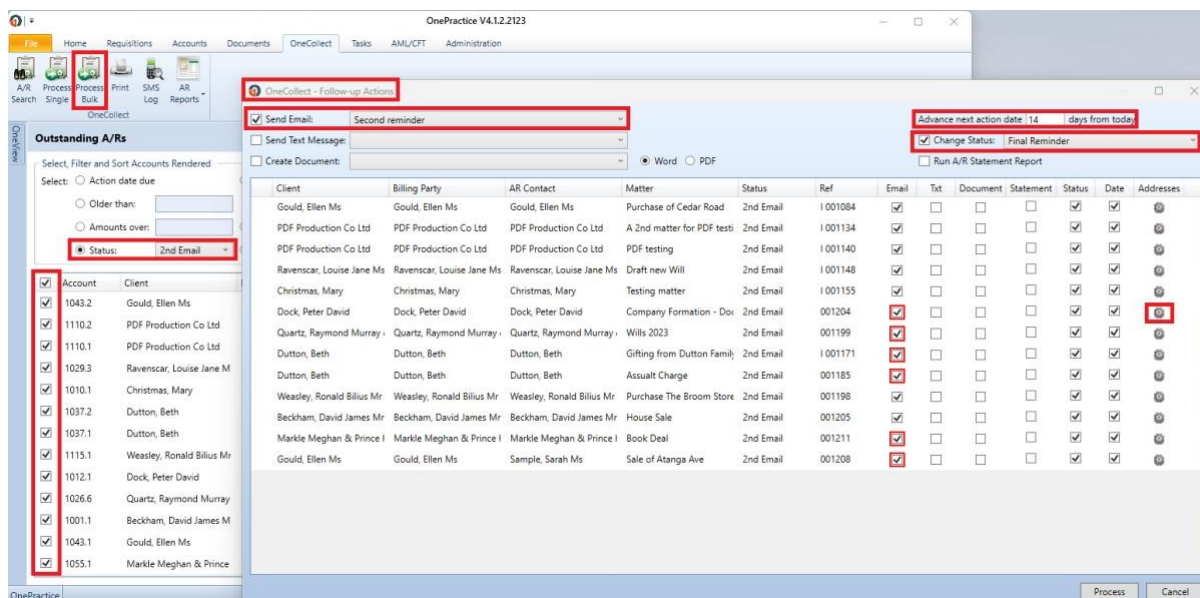 OnePractice V4.1.2.2123
File Home Requisitions Accounts Documents OneCollect Tasks AML/CFT Administration
A/R Search Process Single Process Bulk Print SMS Log AR Reports
OneCollect
OneView
Outstanding A/Rs
Select, Filter and Sort Accounts Rendered
Select: Action date due
Older than:
Amounts over:
Status: 2nd Email
Account Client
1043.2 Gould, Ellen Ms
1110.2 PDF Production Co Ltd
1110.1 PDF Production Co Ltd
1029.3 Ravenscar, Louise Jane M
1010.1 Christmas, Mary
1037.2 Dutton, Beth
1037.1 Dutton, Beth
1115.1 Weasley, Ronald Bilius Mr
1012.1 Dock, Peter David
1026.6 Quartz, Raymond Murray
1001.1 Beckham, David James M
1043.1 Gould, Ellen Ms
1055.1 Markle Meghan & Prince
OnePractice
OneCollect - Follow-up Actions
Send Email: Second reminder
Advance next action date 14 days from today
Send Text Message:
Change Status: Final Reminder
Create Document: Word PDF
Run A/R Statement Report
Client Billing Party AR Contact Matter Status Ref Email Txt Document Statement Status Date Addresses
Gould, Ellen Ms Gould, Ellen Ms Gould, Ellen Ms Purchase of Cedar Road 2nd Email I 001084
PDF Production Co Ltd PDF Production Co Ltd PDF Production Co Ltd A 2nd matter for PDF testi 2nd Email I 001134
PDF Production Co Ltd PDF Production Co Ltd PDF Production Co Ltd PDF testing 2nd Email I 001140
Ravenscar, Louise Jane Ms Ravenscar, Louise Jane Ms Ravenscar, Louise Jane Ms Draft new Will 2nd Email I 001148
Christmas, Mary Christmas, Mary Christmas, Mary Testing matter 2nd Email I 001155
Dock, Peter David Dock, Peter David Dock, Peter David Company Formation - Doc 2nd Email 001204
Quartz, Raymond Murray Quartz, Raymond Murray Quartz, Raymond Murray Wills 2023 2nd Email 001199
Dutton, Beth Dutton, Beth Dutton, Beth Gifting from Dutton Family 2nd Email I 001171
Dutton, Beth Dutton, Beth Dutton, Beth Assualt Charge 2nd Email 001185
Weasley, Ronald Bilius Mr Weasley, Ronald Bilius Mr Weasley, Ronald Bilius Mr Purchase The Broom Store 2nd Email 001198
Beckham, David James Mr Beckham, David James Mr Beckham, David James Mr House Sale 2nd Email 001205
Markle Meghan & Prince Markle Meghan & Prince Markle Meghan & Prince Book Deal 2nd Email 001211
Gould, Ellen Ms Gould, Ellen Ms Sample, Sarah Ms Sale of Atanga Ave 2nd Email 001208
Process Cancel